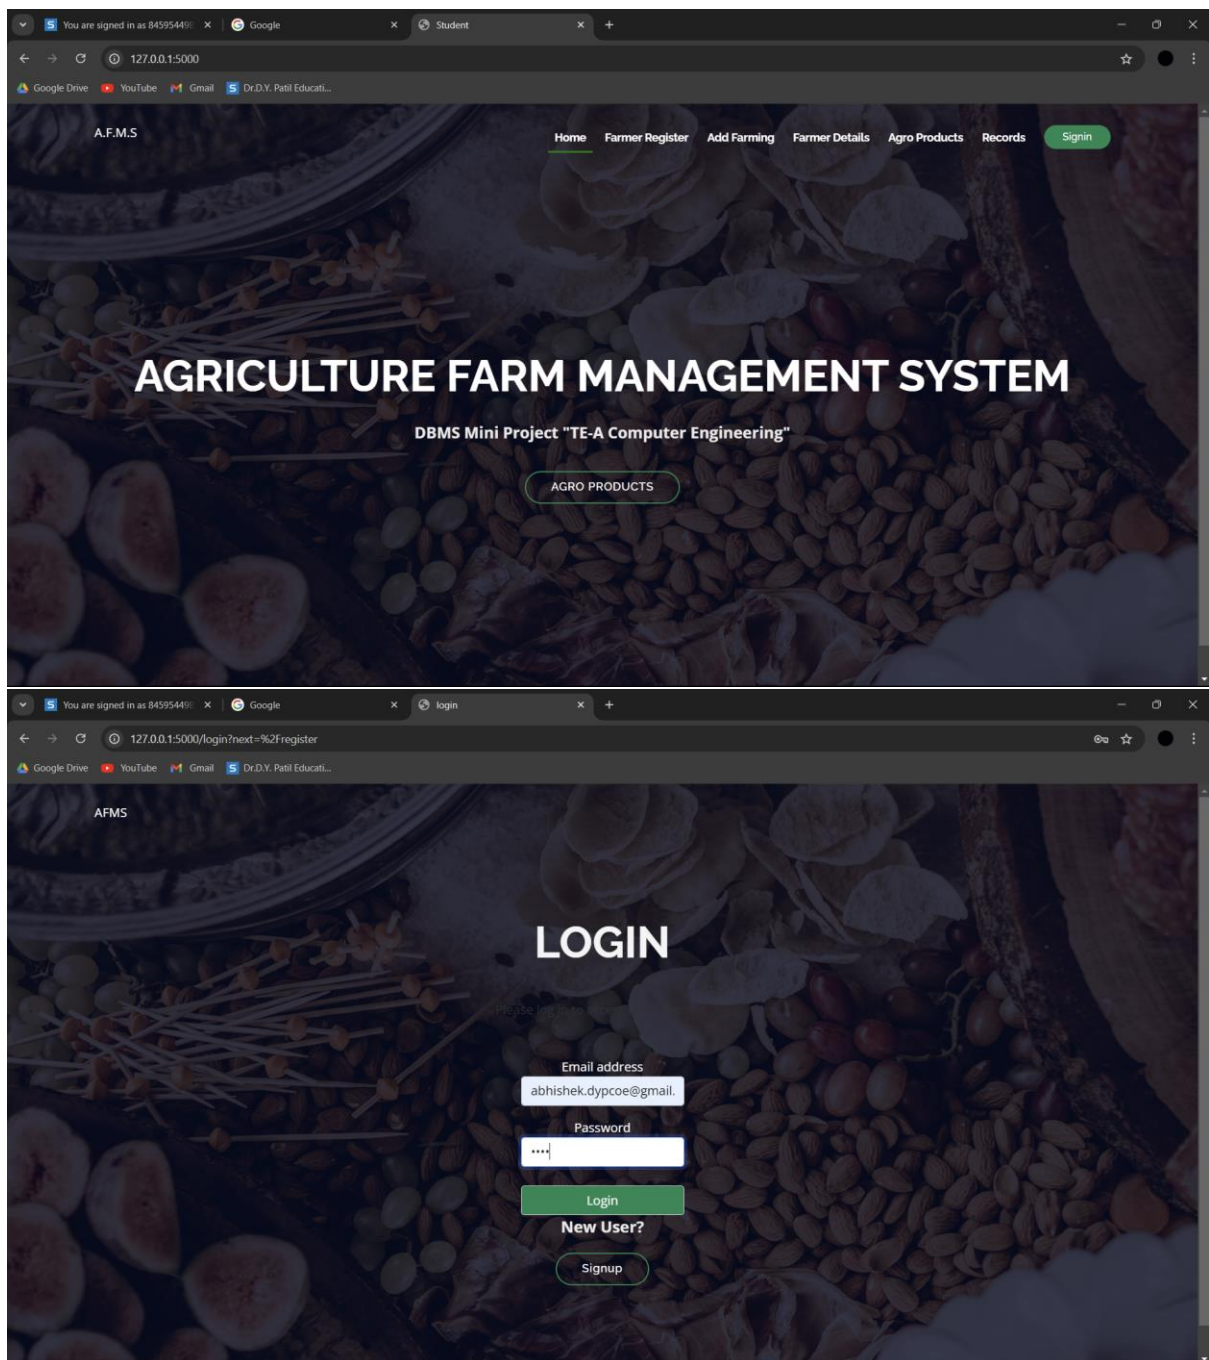 You are signed in as 84595449
Google
Student
127.0.0.1:5000
Google Drive YouTube Gmail Dr.D.Y. Patil Educati...
A.F.M.S
Home Farmer Register Add Farming Farmer Details Agro Products Records Signin
AGRICULTURE FARM MANAGEMENT SYSTEM
DBMS Mini Project "TE-A Computer Engineering"
AGRO PRODUCTS
You are signed in as 84595449
Google
login
127.0.0.1:5000/login?next=%2Fregister
Google Drive YouTube Gmail Dr.D.Y. Patil Educati...
AFMS
LOGIN
Please log in to
Email address
abhishek.dypcoe@gmail.
Password
••••
Login
New User?
Signup